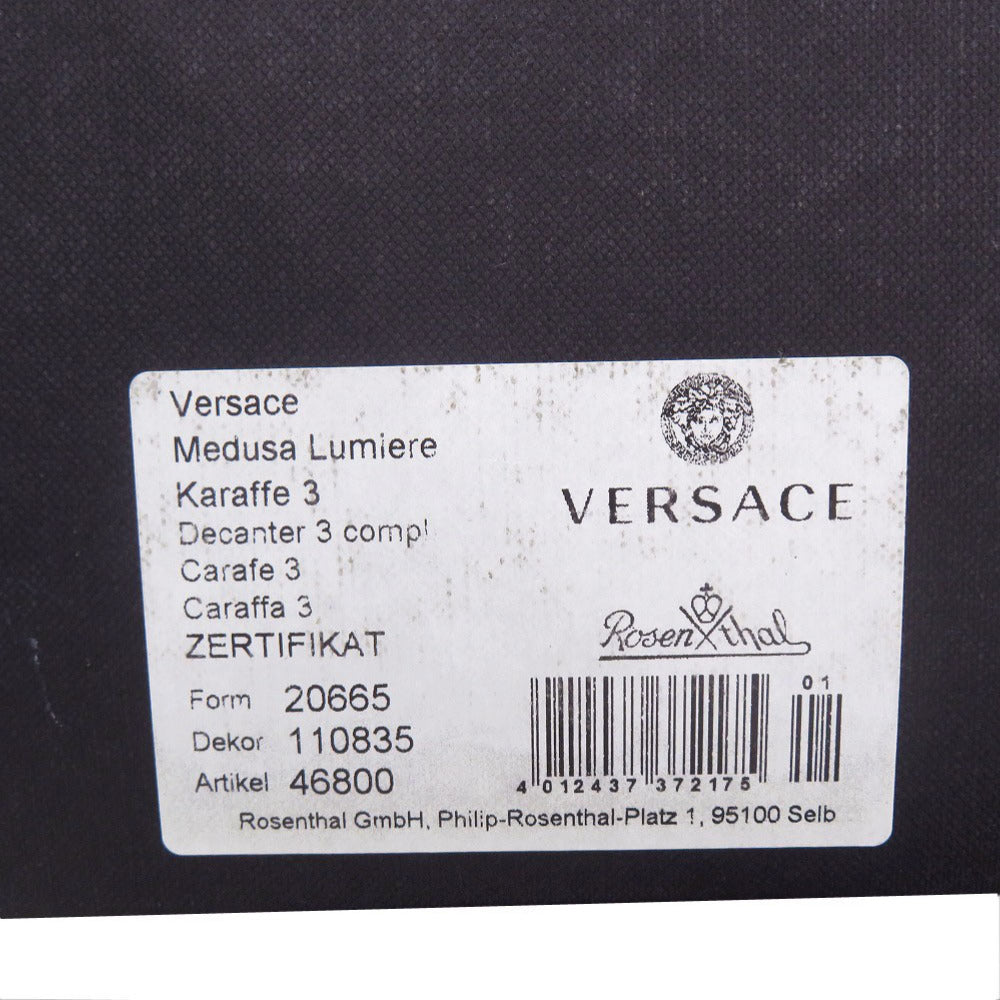 Versace
Medusa Lumiere
Karaffe 3
Decanter 3 compl
Carafe 3
Caraffa 3
ZERTIFIKAT
Form 20665
Dekor 110835
Artikel 46800
VERSACE
Rosenthal
01
4 012437 372175
Rosenthal GmbH, Philip-Rosenthal-Platz 1, 95100 Selb